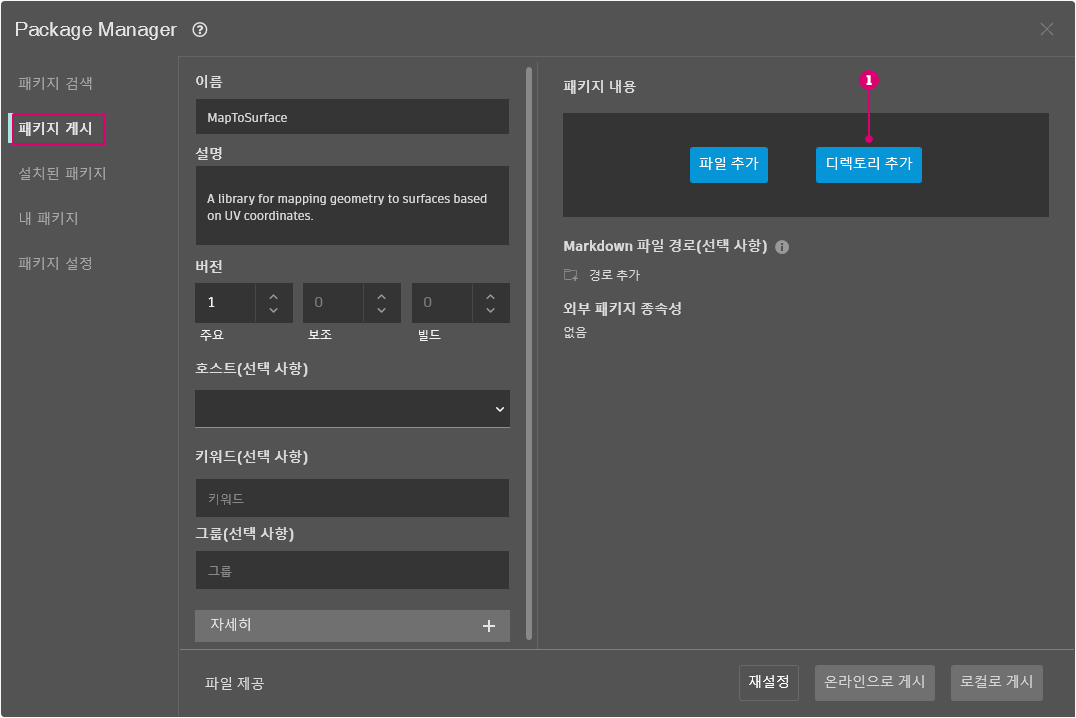 Package Manager ?
패키지 검색
패키지 게시
설치된 패키지
내 패키지
패키지 설정
이름
MapToSurface
설명
A library for mapping geometry to surfaces based
on UV coordinates.
버전
1 0 0
주요 보조 빌드
호스트(선택 사항)
키워드(선택 사항)
키워드
그룹(선택 사항)
그룹
자세히 +
패키지 내용
1
파일 추가 디렉토리 추가
Markdown 파일 경로(선택 사항) i
경로 추가
외부 패키지 종속성
없음
파일 제공
재설정 온라인으로 게시 로컬로 게시